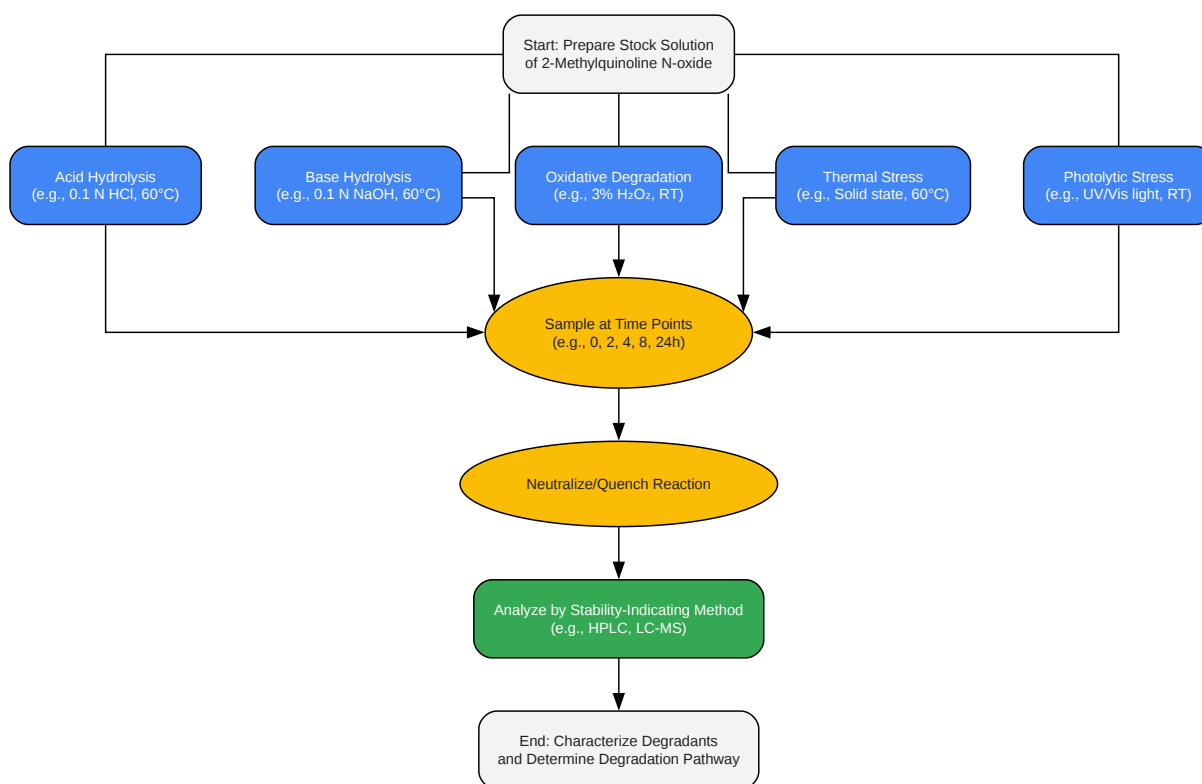 Start: Prepare Stock Solution
of 2-Methylquinoline N-oxide
Acid Hydrolysis
(e.g., 0.1 N HCl, 60°C)
Base Hydrolysis
(e.g., 0.1 N NaOH, 60°C)
Oxidative Degradation
(e.g., 3% H₂O₂, RT)
Thermal Stress
(e.g., Solid state, 60°C)
Photolytic Stress
(e.g., UV/Vis light, RT)
Sample at Time Points
(e.g., 0, 2, 4, 8, 24h)
Neutralize/Quench Reaction
Analyze by Stability-Indicating Method
(e.g., HPLC, LC-MS)
End: Characterize Degradants
and Determine Degradation Pathway